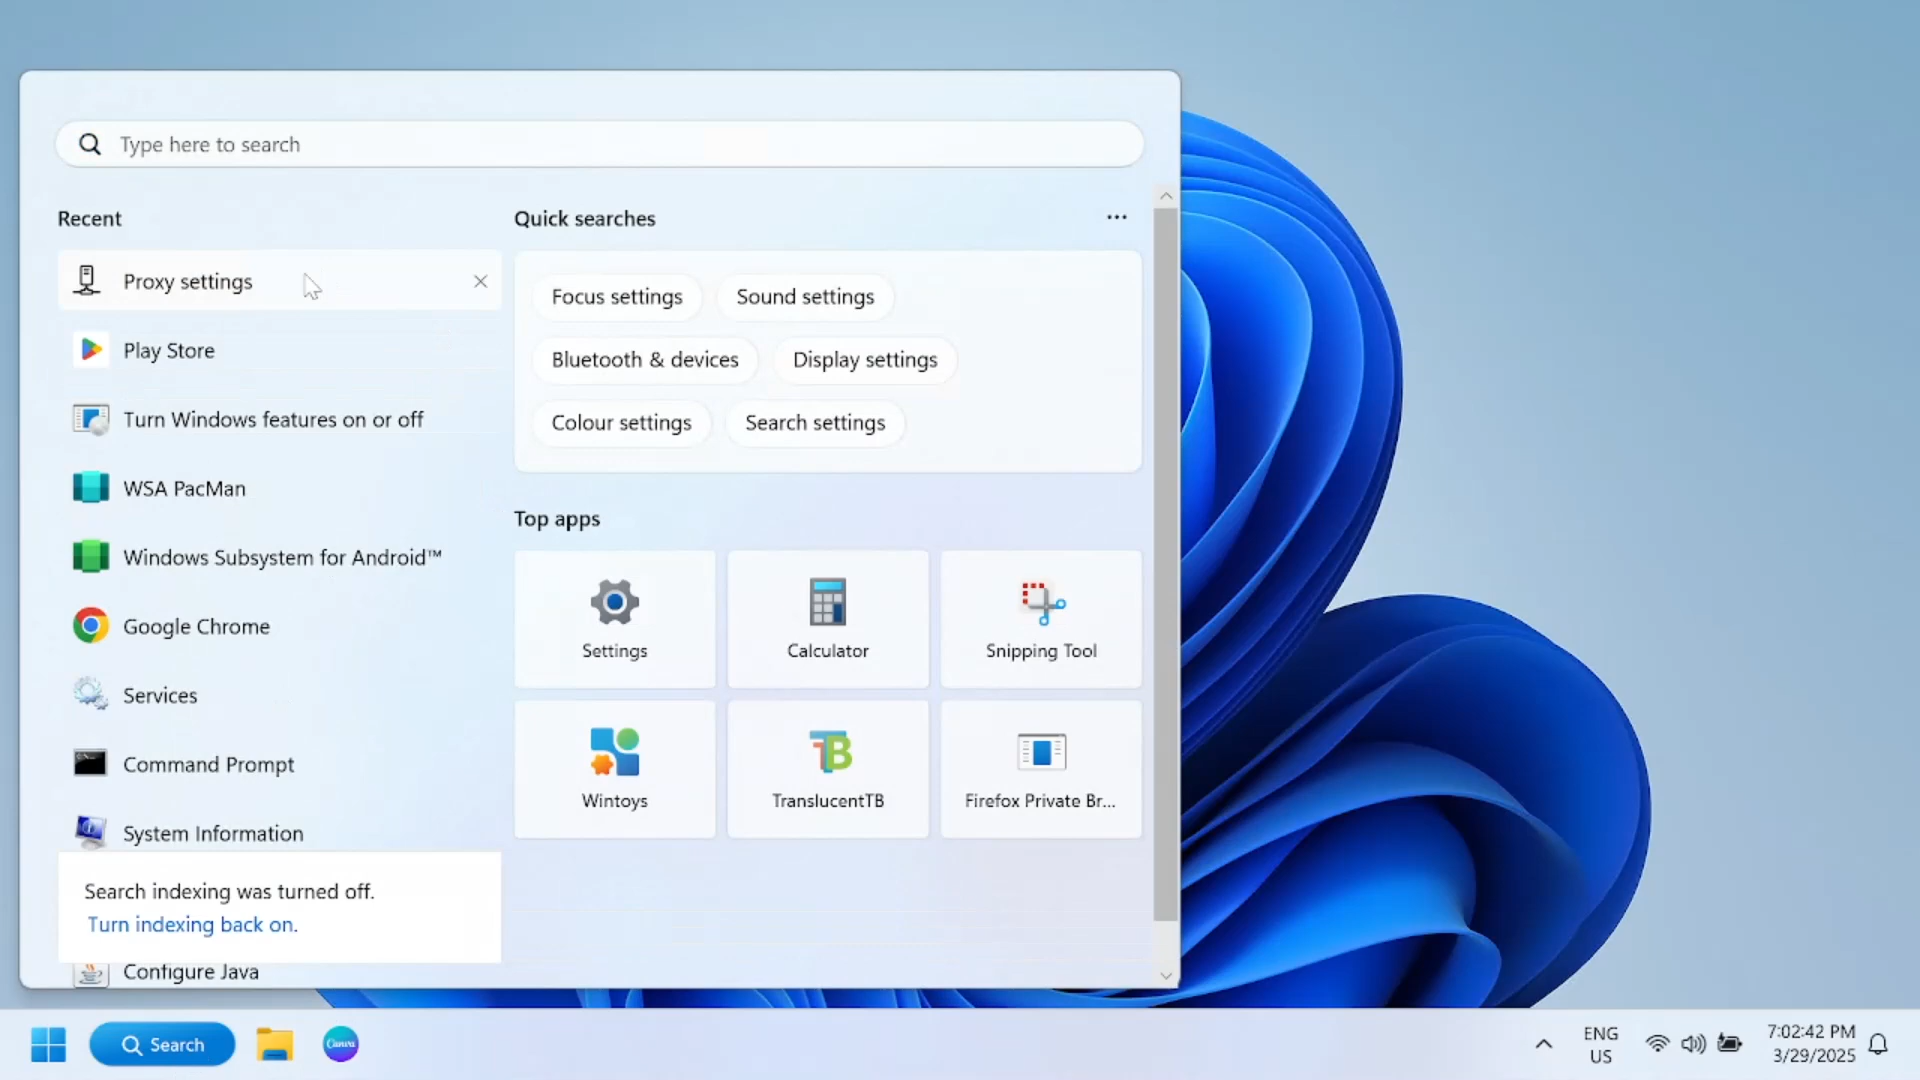 Type here to search
Recent
Proxy settings
Play Store
Turn Windows features on or off
WSA PacMan
Windows Subsystem for Android™
Google Chrome
Services
Command Prompt
System Information
Search indexing was turned off.
Turn indexing back on.
Configure Java
Quick searches
Focus settings
Sound settings
Bluetooth & devices
Display settings
Colour settings
Search settings
Top apps
Settings
Calculator
Snipping Tool
Wintoys
TranslucentTB
Firefox Private Br...
Search
Canva
ENG
US
7:02:42 PM
3/29/2025